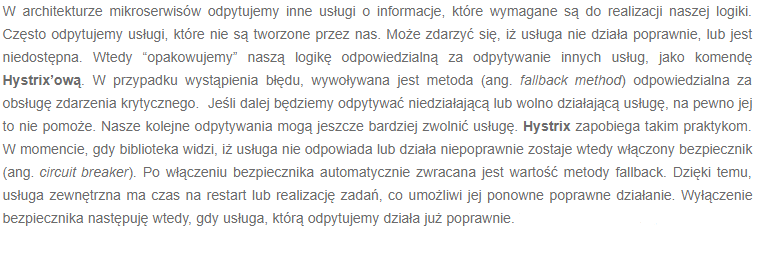 W architekturze mikroserwisów odpytujemy inne usługi o informacje, które wymagane są do realizacji naszej logiki.
Często odpytujemy usługi, które nie są tworzone przez nas. Może zdarzyć się, iż usługa nie działa poprawnie, lub jest
niedostępna. Wtedy “opakowujemy” naszą logikę odpowiedzialną za odpytywanie innych usług, jako komendę
Hystrix’ową. W przypadku wystąpienia błędu, wywoływana jest metoda (ang. fallback method) odpowiedzialna za
obsługę zdarzenia krytycznego. Jeśli dalej będziemy odpytywać niedziałającą lub wolno działającą usługę, na pewno jej
to nie pomoże. Nasze kolejne odpytywania mogą jeszcze bardziej zwolnić usługę. Hystrix zapobiega takim praktykom.
W momencie, gdy biblioteka widzi, iż usługa nie odpowiada lub działa niepoprawnie zostaje wtedy włączony bezpiecznik
(ang. circuit breaker). Po włączeniu bezpiecznika automatycznie zwracana jest wartość metody fallback. Dzięki temu,
usługa zewnętrzna ma czas na restart lub realizację zadań, co umożliwi jej ponowne poprawne działanie. Wyłączenie
bezpiecznika następuję wtedy, gdy usługa, którą odpytujemy działa już poprawnie.